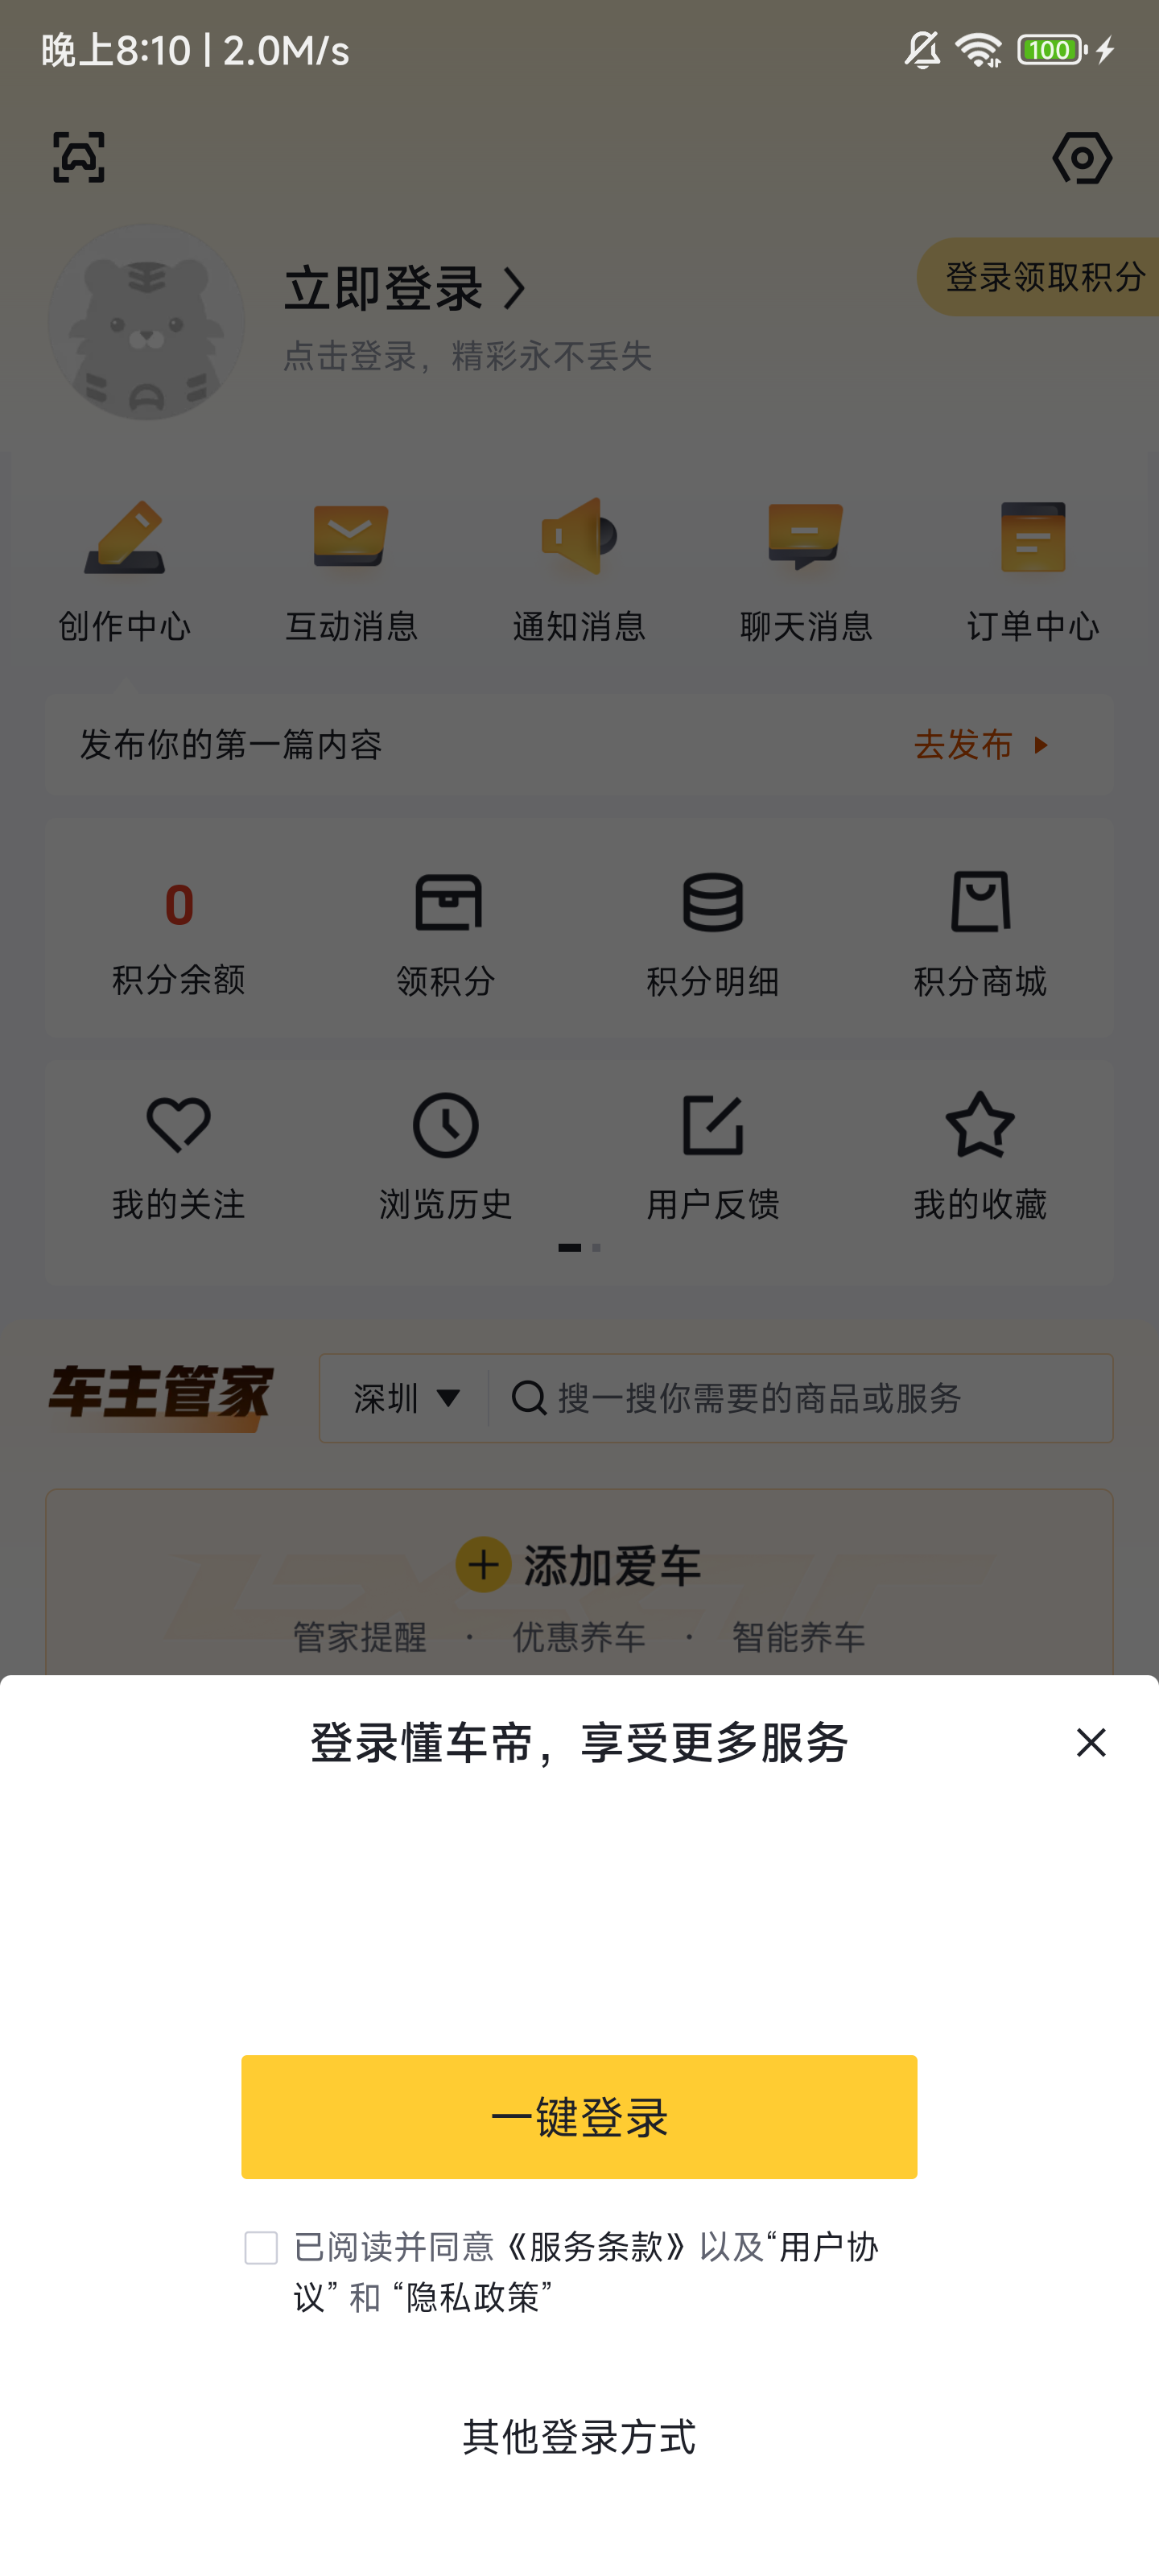 晚上8:10 | 2.0M/s
100
立即登录
登录领取积分
点击登录，精彩永不丢失
创作中心 互动消息 通知消息 聊天消息 订单中心
发布你的第一篇内容 去发布
0
积分余额 领积分 积分明细 积分商城
我的关注 浏览历史 用户反馈 我的收藏
车主管家 深圳 搜一搜你需要的商品或服务
添加爱车
管家提醒 · 优惠养车 · 智能养车
登录懂车帝，享受更多服务
一键登录
已阅读并同意《服务条款》以及“用户协
议” 和 “隐私政策”
其他登录方式